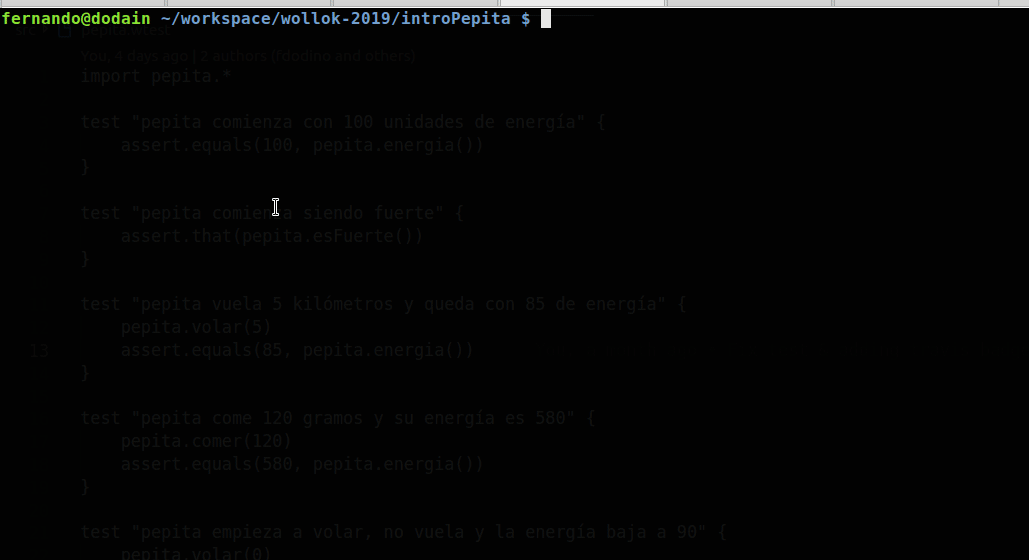 fernando@dodain ~/workspace/wollok-2019/introPepita $
pepita.wtest
You, 4 days ago | 2 authors (fdodino and others)
import pepita.*
test "pepita comienza con 100 unidades de energía" {
assert.equals(100, pepita.energia())
}
test "pepita comienza siendo fuerte" {
assert.that(pepita.esFuerte())
}
test "pepita vuela 5 kilómetros y queda con 85 de energía" {
pepita.volar(5)
13 assert.equals(85, pepita.energia())
}
test "pepita come 120 gramos y su energía es 580" {
pepita.comer(120)
assert.equals(580, pepita.energia())
}
test "pepita empieza a volar, no vuela y la energía baja a 90" {
pepita.volar(0)